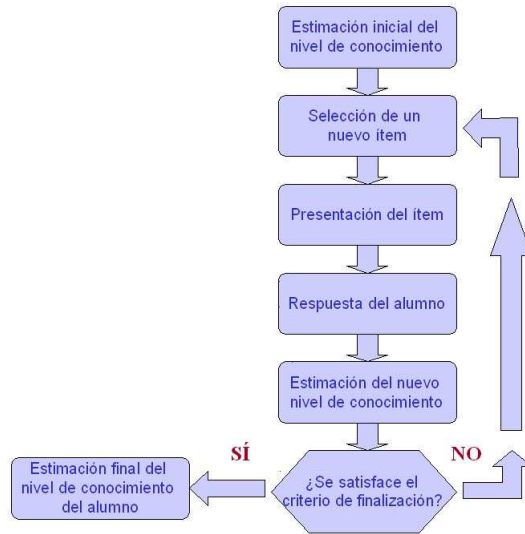 Estimación inicial del
nivel de conocimiento
Selección de un
nuevo ítem
Presentación del ítem
Respuesta del alumno
Estimación del nuevo
nivel de conocimiento
SÍ
NO
¿Se satisface el
criterio de finalización?
Estimación final del
nivel de conocimiento
del alumno